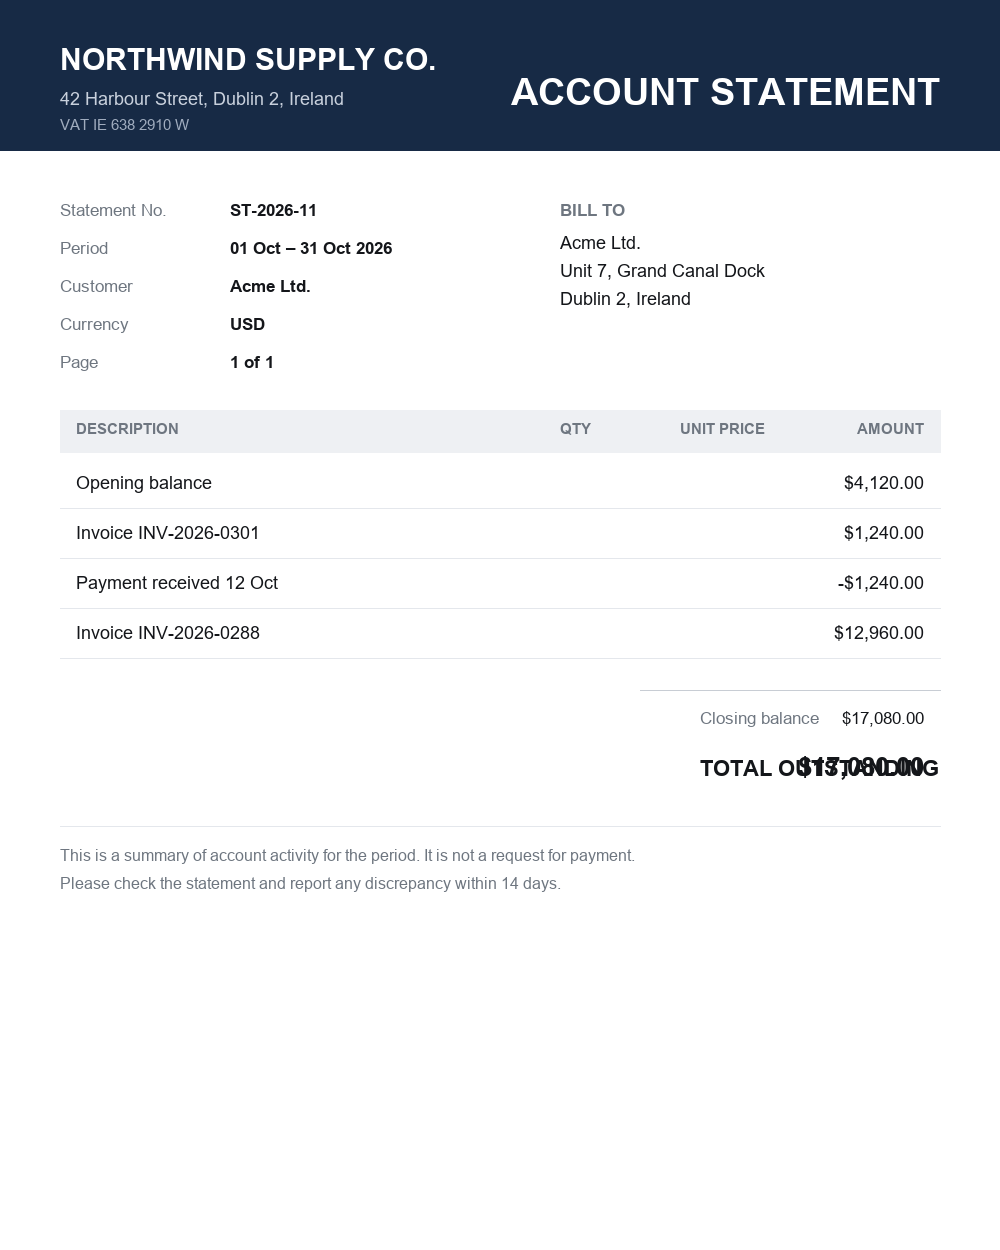 NORTHWIND SUPPLY CO.
42 Harbour Street, Dublin 2, Ireland
VAT IE 638 2910 W
ACCOUNT STATEMENT
Statement No. ST-2026-11
Period 01 Oct – 31 Oct 2026
Customer Acme Ltd.
Currency USD
Page 1 of 1
BILL TO
Acme Ltd.
Unit 7, Grand Canal Dock
Dublin 2, Ireland
DESCRIPTION QTY UNIT PRICE AMOUNT
Opening balance $4,120.00
Invoice INV-2026-0301 $1,240.00
Payment received 12 Oct -$1,240.00
Invoice INV-2026-0288 $12,960.00
Closing balance $17,080.00
TOTAL OUTSTANDING $17,080.00
This is a summary of account activity for the period. It is not a request for payment.
Please check the statement and report any discrepancy within 14 days.